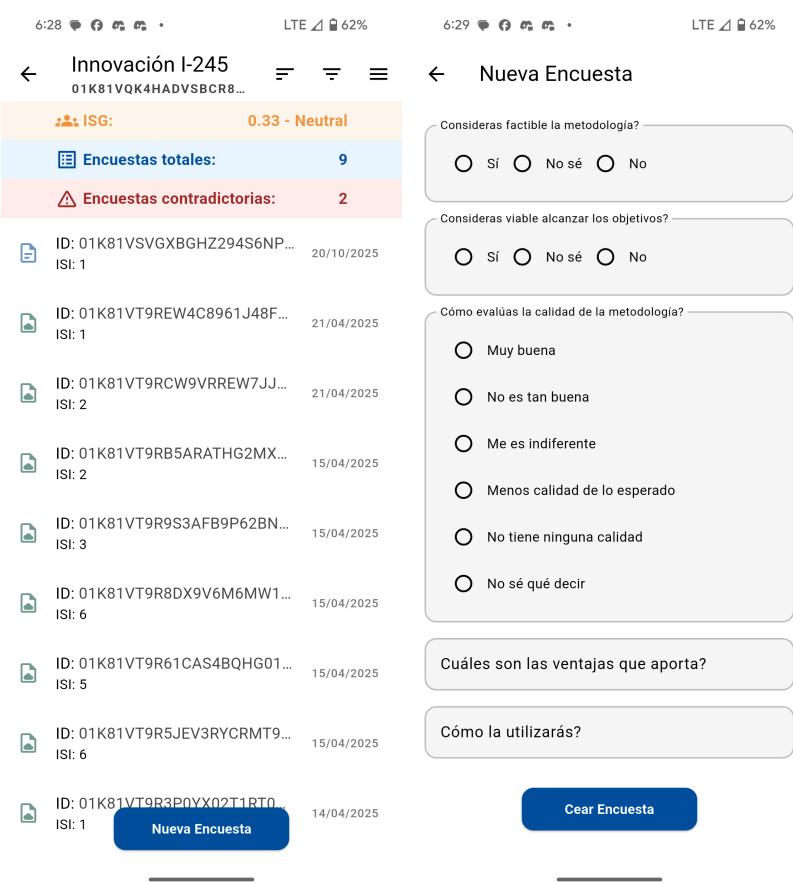 6:28
LTE 62%
Innovación I-245
01K81VQK4HADVSBCR8...
ISG: 0.33 - Neutral
Encuestas totales: 9
Encuestas contradictorias: 2
ID: 01K81VSVGXBGHZ294S6NP...
20/10/2025
ISI: 1
ID: 01K81VT9REW4C8961J48F...
21/04/2025
ISI: 1
ID: 01K81VT9RCW9VRREW7JJ...
21/04/2025
ISI: 2
ID: 01K81VT9RB5ARATHG2MX...
15/04/2025
ISI: 2
ID: 01K81VT9R9S3AFB9P62BN...
15/04/2025
ISI: 3
ID: 01K81VT9R8DX9V6M6MW1...
15/04/2025
ISI: 6
ID: 01K81VT9R61CAS4BQHG01...
15/04/2025
ISI: 5
ID: 01K81VT9R5JEV3RYCRMT9...
15/04/2025
ISI: 6
ID: 01K81VT9R3P0YX02T1RT0...
14/04/2025
ISI: 1
Nueva Encuesta
6:29
LTE 62%
Nueva Encuesta
Consideras factible la metodología?
Sí No sé No
Consideras viable alcanzar los objetivos?
Sí No sé No
Cómo evalúas la calidad de la metodología?
Muy buena
No es tan buena
Me es indiferente
Menos calidad de lo esperado
No tiene ninguna calidad
No sé qué decir
Cuáles son las ventajas que aporta?
Cómo la utilizarás?
Cear Encuesta